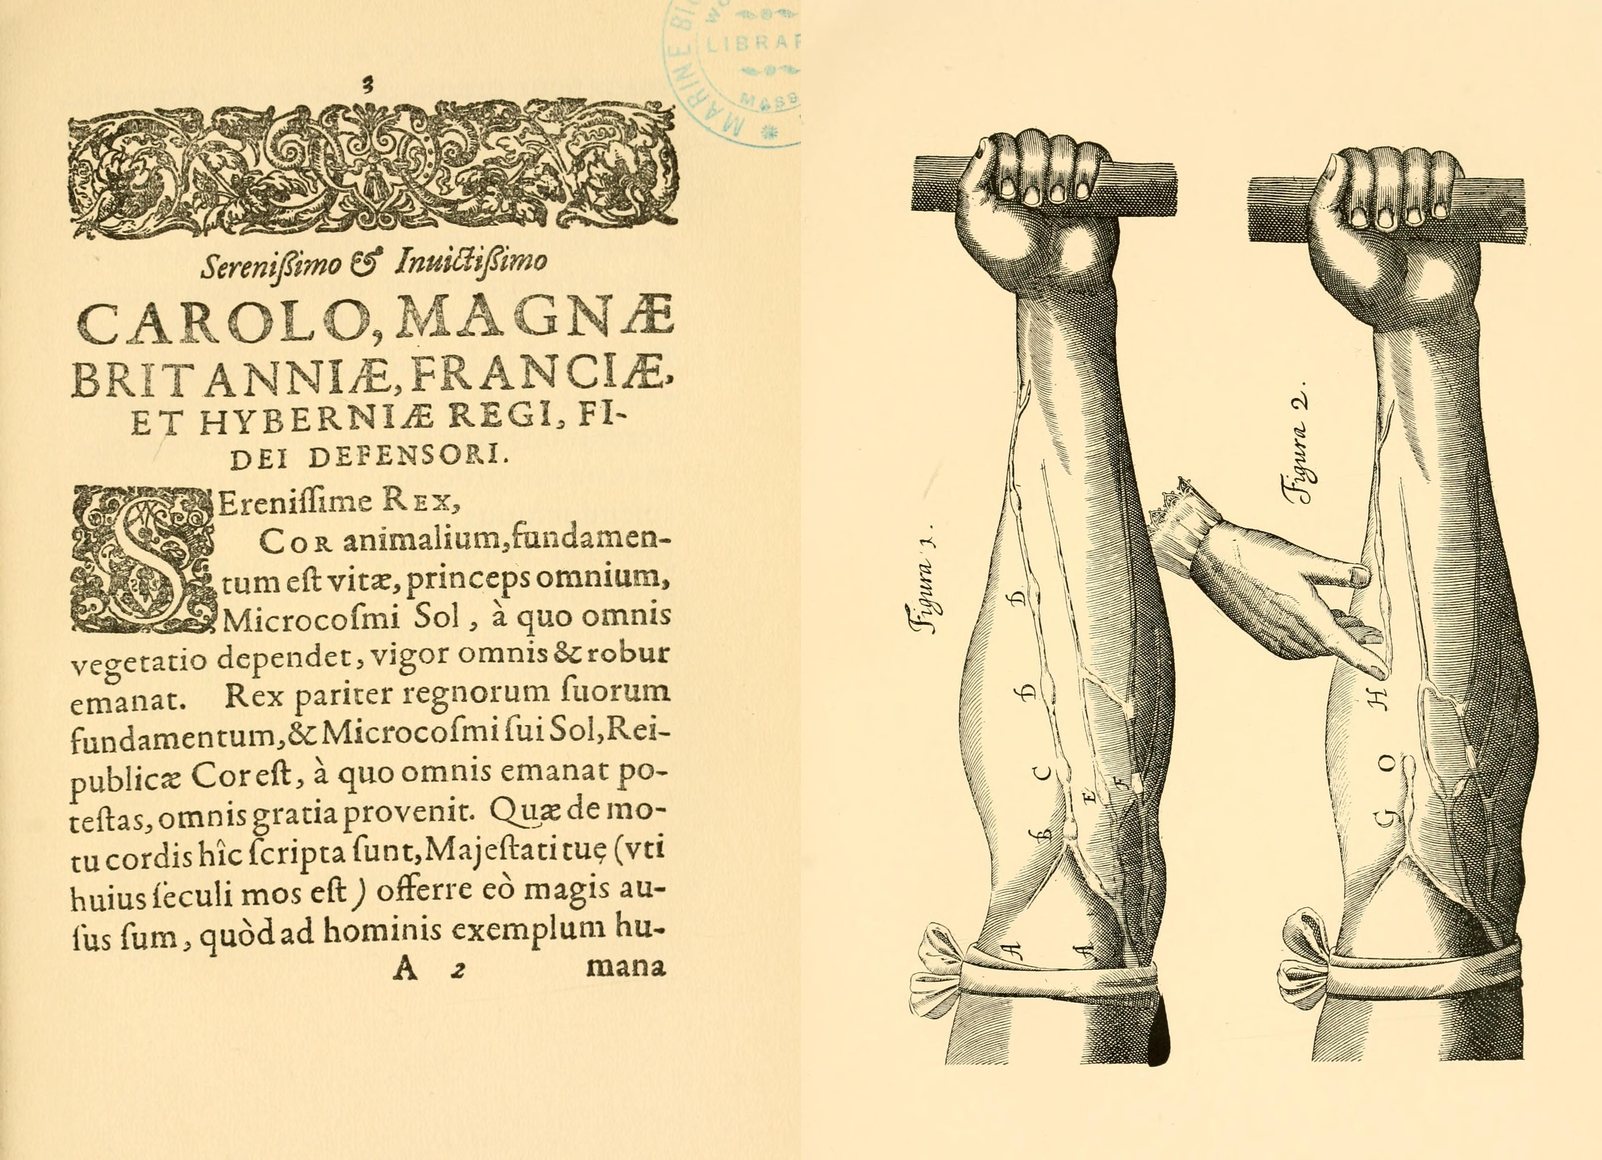 3
MARINE BI
LIBRAR
MASS
Sereniſſimo & Inuictiſſimo
CAROLO, MAGNÆ
BRITANNIÆ, FRANCIÆ,
ET HYBERNIÆ REGI, FI-
DEI DEFENSORI.
SEreniſſime REX,
COR animalium, fundamen-
tum eſt vitæ, princeps omnium,
Microcoſmi Sol, à quo omnis
vegetatio dependet, vigor omnis & robur
emanat. Rex pariter regnorum ſuorum
fundamentum, & Microcoſmi ſui Sol, Rei-
publicæ Cor eſt, à quo omnis emanat po-
teſtas, omnis gratia provenit. Quæ de mo-
tu cordis hîc ſcripta ſunt, Majeſtati tuę (vti
huius ſeculi mos eſt) offerre eò magis au-
ſus ſum, quòd ad hominis exemplum hu-
A 2 mana
Figura 1.
D
D
C
E
F
B
A
A
Figura 2.
H
O
G